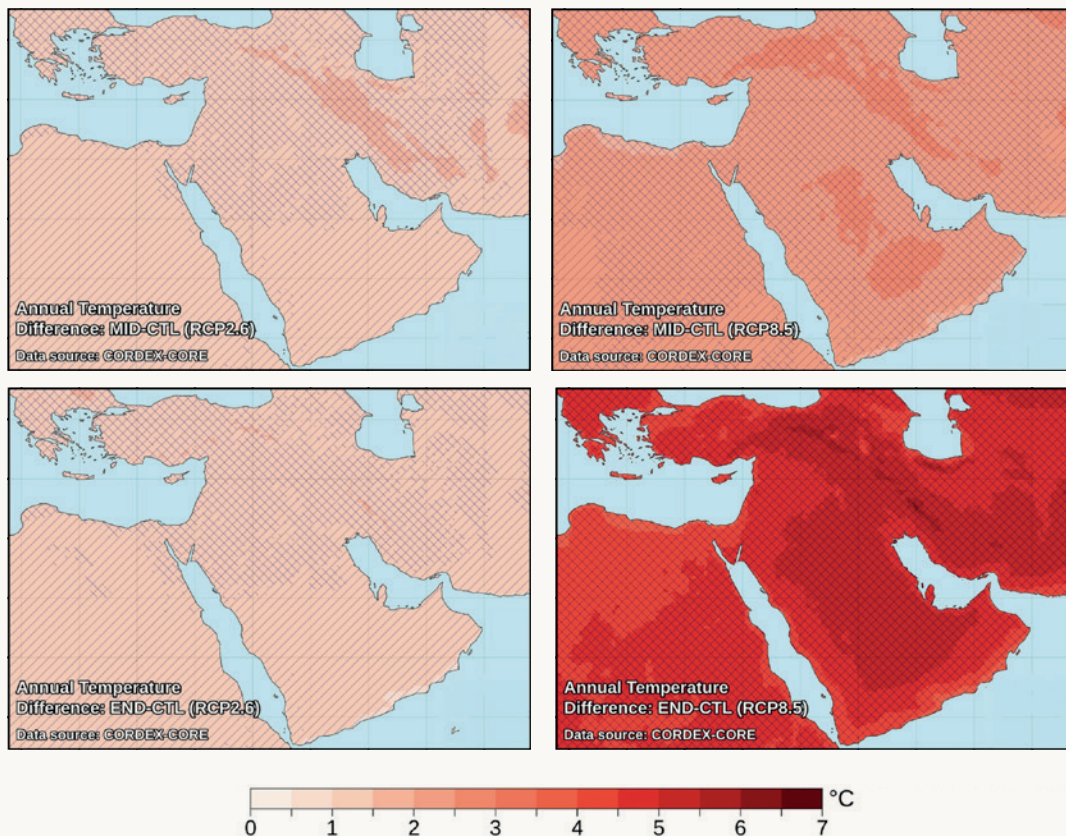 Annual Temperature
Difference: MID-CTL (RCP2.6)
Data source: CORDEX-CORE
Annual Temperature
Difference: MID-CTL (RCP8.5)
Data source: CORDEX-CORE
Annual Temperature
Difference: END-CTL (RCP2.6)
Data source: CORDEX-CORE
Annual Temperature
Difference: END-CTL (RCP8.5)
Data source: CORDEX-CORE
°C
0 1 2 3 4 5 6 7